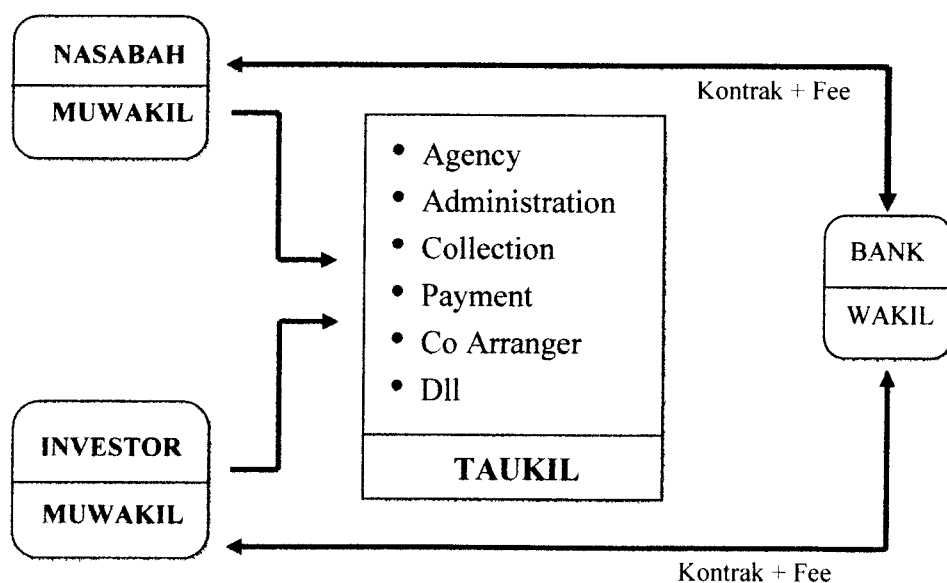 NASABAH
MUWAKIL
Kontrak + Fee
• Agency
• Administration
• Collection
• Payment
• Co Arranger
• Dll
TAUKIL
BANK
WAKIL
INVESTOR
MUWAKIL
Kontrak + Fee